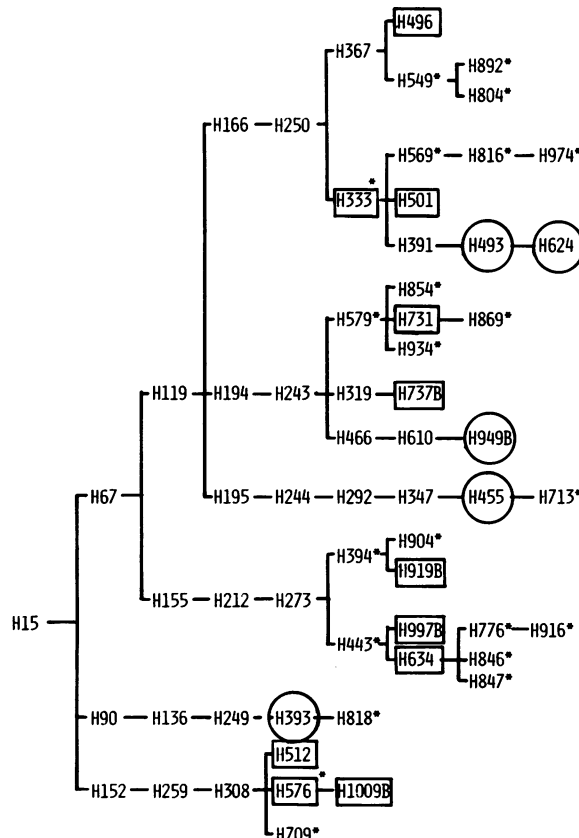 H496
H367
H892*
H549*
H804*
H166 H250
H569* H816* H974*
*
H333 H501
H391 H493 H624
H854*
H579* H731 H869*
H934*
H119 H194 H243 H319 H737B
H466 H610 H949B
H67 H195 H244 H292 H347 H455 H713*
H904*
H394*
H919B
H155 H212 H273
H15
H997B H776* H916*
H443*
H634 H846*
H847*
H90 H136 H249 H393 H818*
H512
*
H152 H259 H308 H576 H1009B
H709*